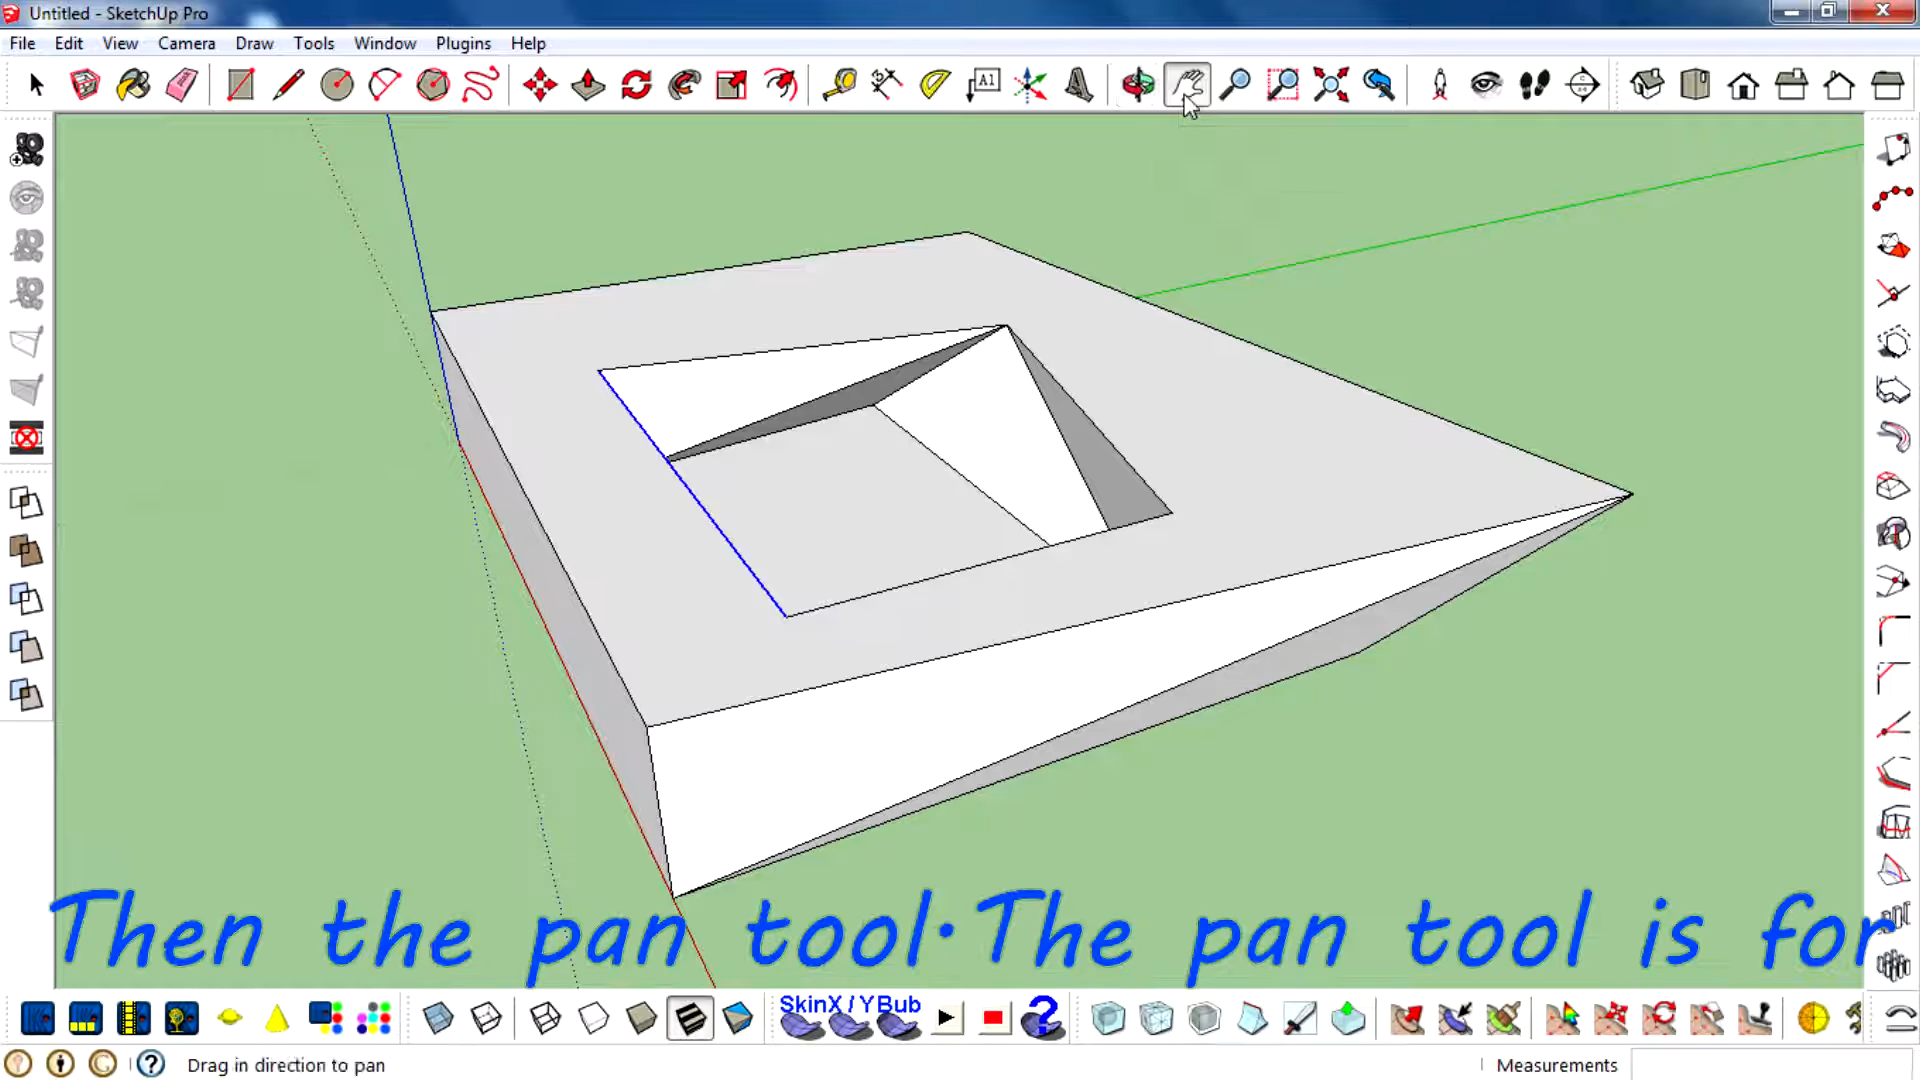 Untitled - SketchUp Pro
File Edit View Camera Draw Tools Window Plugins Help
A1
Then the pan tool. The pan tool is for
SkinX / YBub
Drag in direction to pan
Measurements